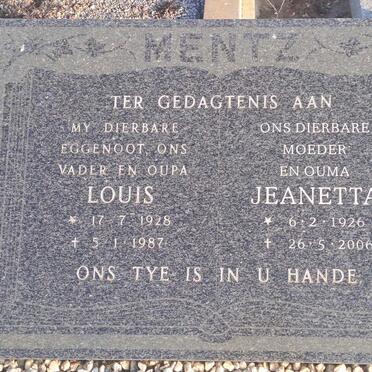 MENTZ
TER GEDAGTENIS AAN
MY DIERBARE
EGGENOOT, ONS
VADER EN OUPA
LOUIS
* 17·7·1928
† 5·1·1987
ONS DIERBARE
MOEDER
EN OUMA
JEANETTA
* 6·2·1926
† 26·5·2006
ONS TYE IS IN U HANDE